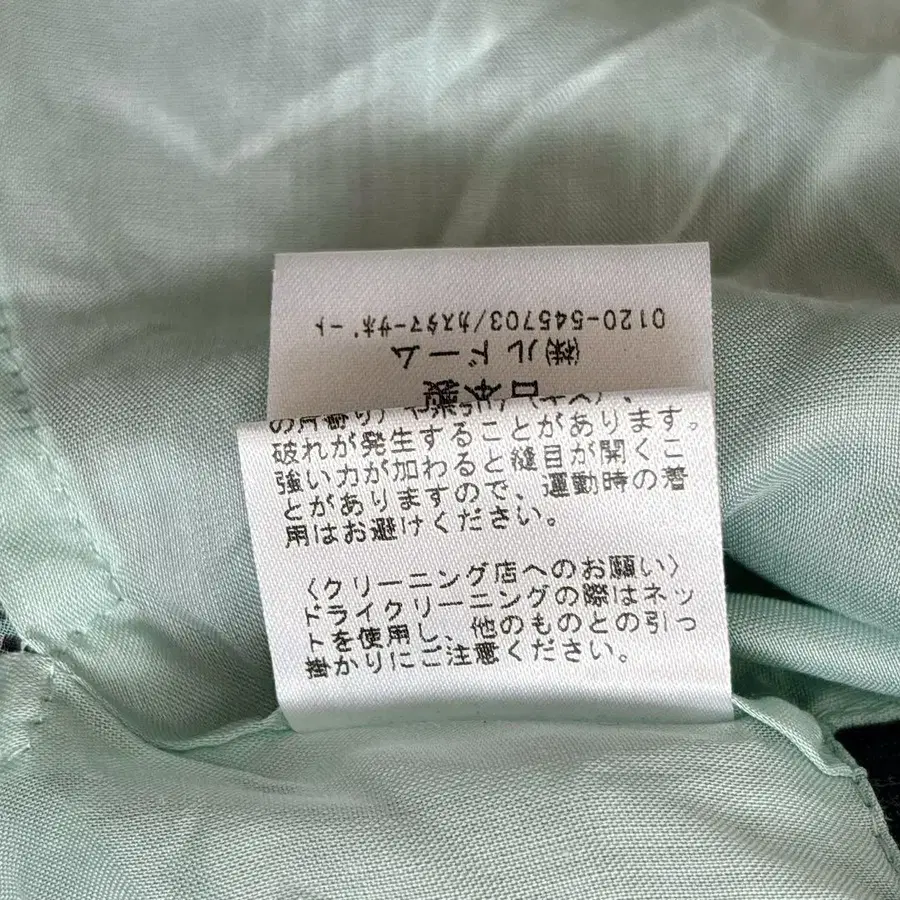 0120-545703/カスタマーサポート
㈱ルドーム
日本製
の片寄り)
破れが発生することがあります。
強い力が加わると縫目が開くこ
とがありますので、運動時の着
用はお避けください。
〈クリーニング店へのお願い〉
ドライクリーニングの際はネッ
トを使用し、他のものとの引っ
掛かりにご注意ください。